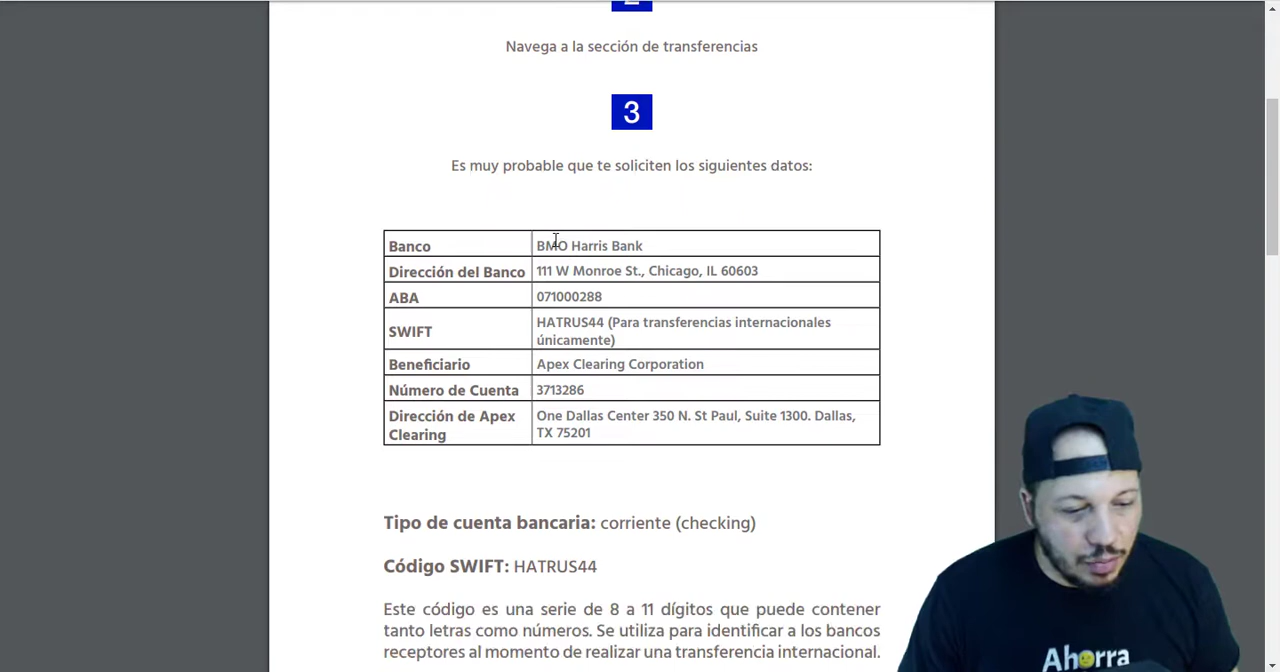 Navega a la sección de transferencias
3
Es muy probable que te soliciten los siguientes datos:
Banco BMO Harris Bank
Dirección del Banco 111 W Monroe St., Chicago, IL 60603
ABA 071000288
SWIFT HATRUS44 (Para transferencias internacionales
únicamente)
Beneficiario Apex Clearing Corporation
Número de Cuenta 3713286
Dirección de Apex
Clearing
One Dallas Center 350 N. St Paul, Suite 1300. Dallas,
TX 75201
Tipo de cuenta bancaria: corriente (checking)
Código SWIFT: HATRUS44
Este código es una serie de 8 a 11 dígitos que puede contener
tanto letras como números. Se utiliza para identificar a los bancos
receptores al momento de realizar una transferencia internacional.
Ahorra